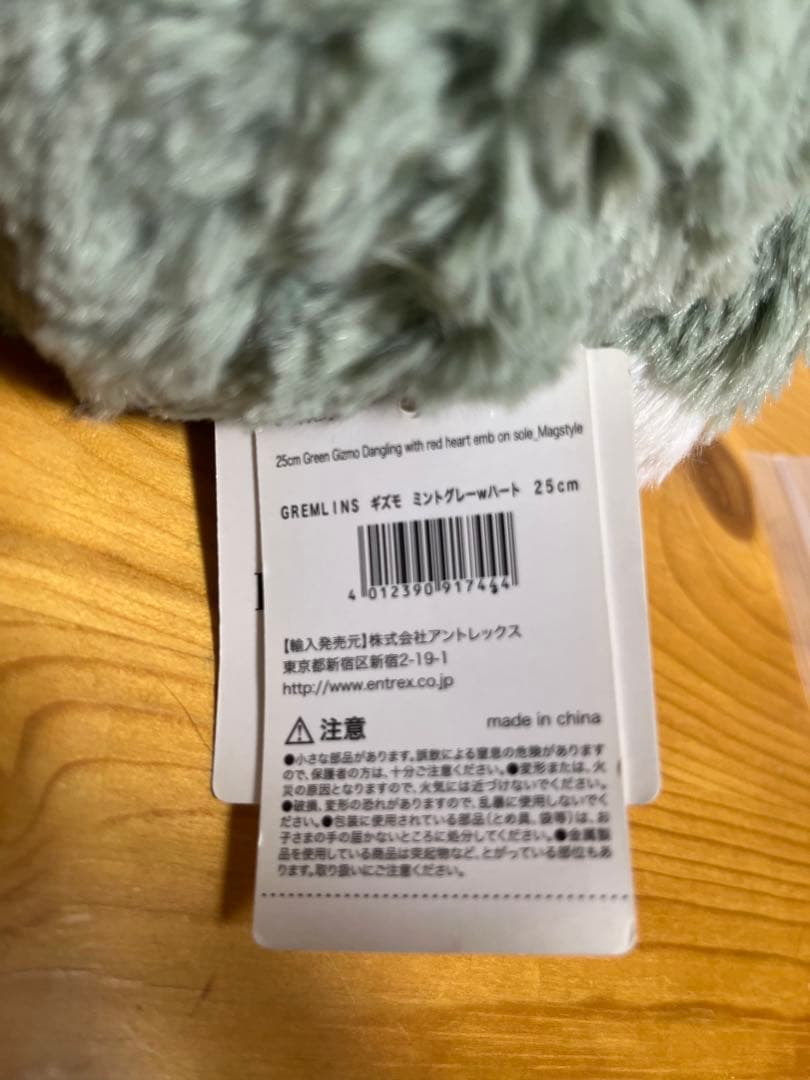 25cm Green Gizmo Dangling with red heart emb on sole_Magstyle
GREMLINS ギズモ ミントグレーwハート 25cm
4 012390 917444
【輸入発売元】株式会社アントレックス
東京都新宿区新宿2-19-1
http://www.entrex.co.jp
注意
made in china
●小さな部品があります。誤飲による窒息の危険があります
ので、保護者の方は、十分ご注意ください。●変形または、火
災の原因となりますので、火気には近づけないでください。
●破損、変形の恐れがありますので、乱暴に使用しないでく
ださい。●包装に使用されている部品(とめ具、袋等)は、お
子さまの手の届かないところに処分してください。●金属製
品を使用している商品は突起物など、とがっている部位もあ
ります。取り扱いにご注意ください。